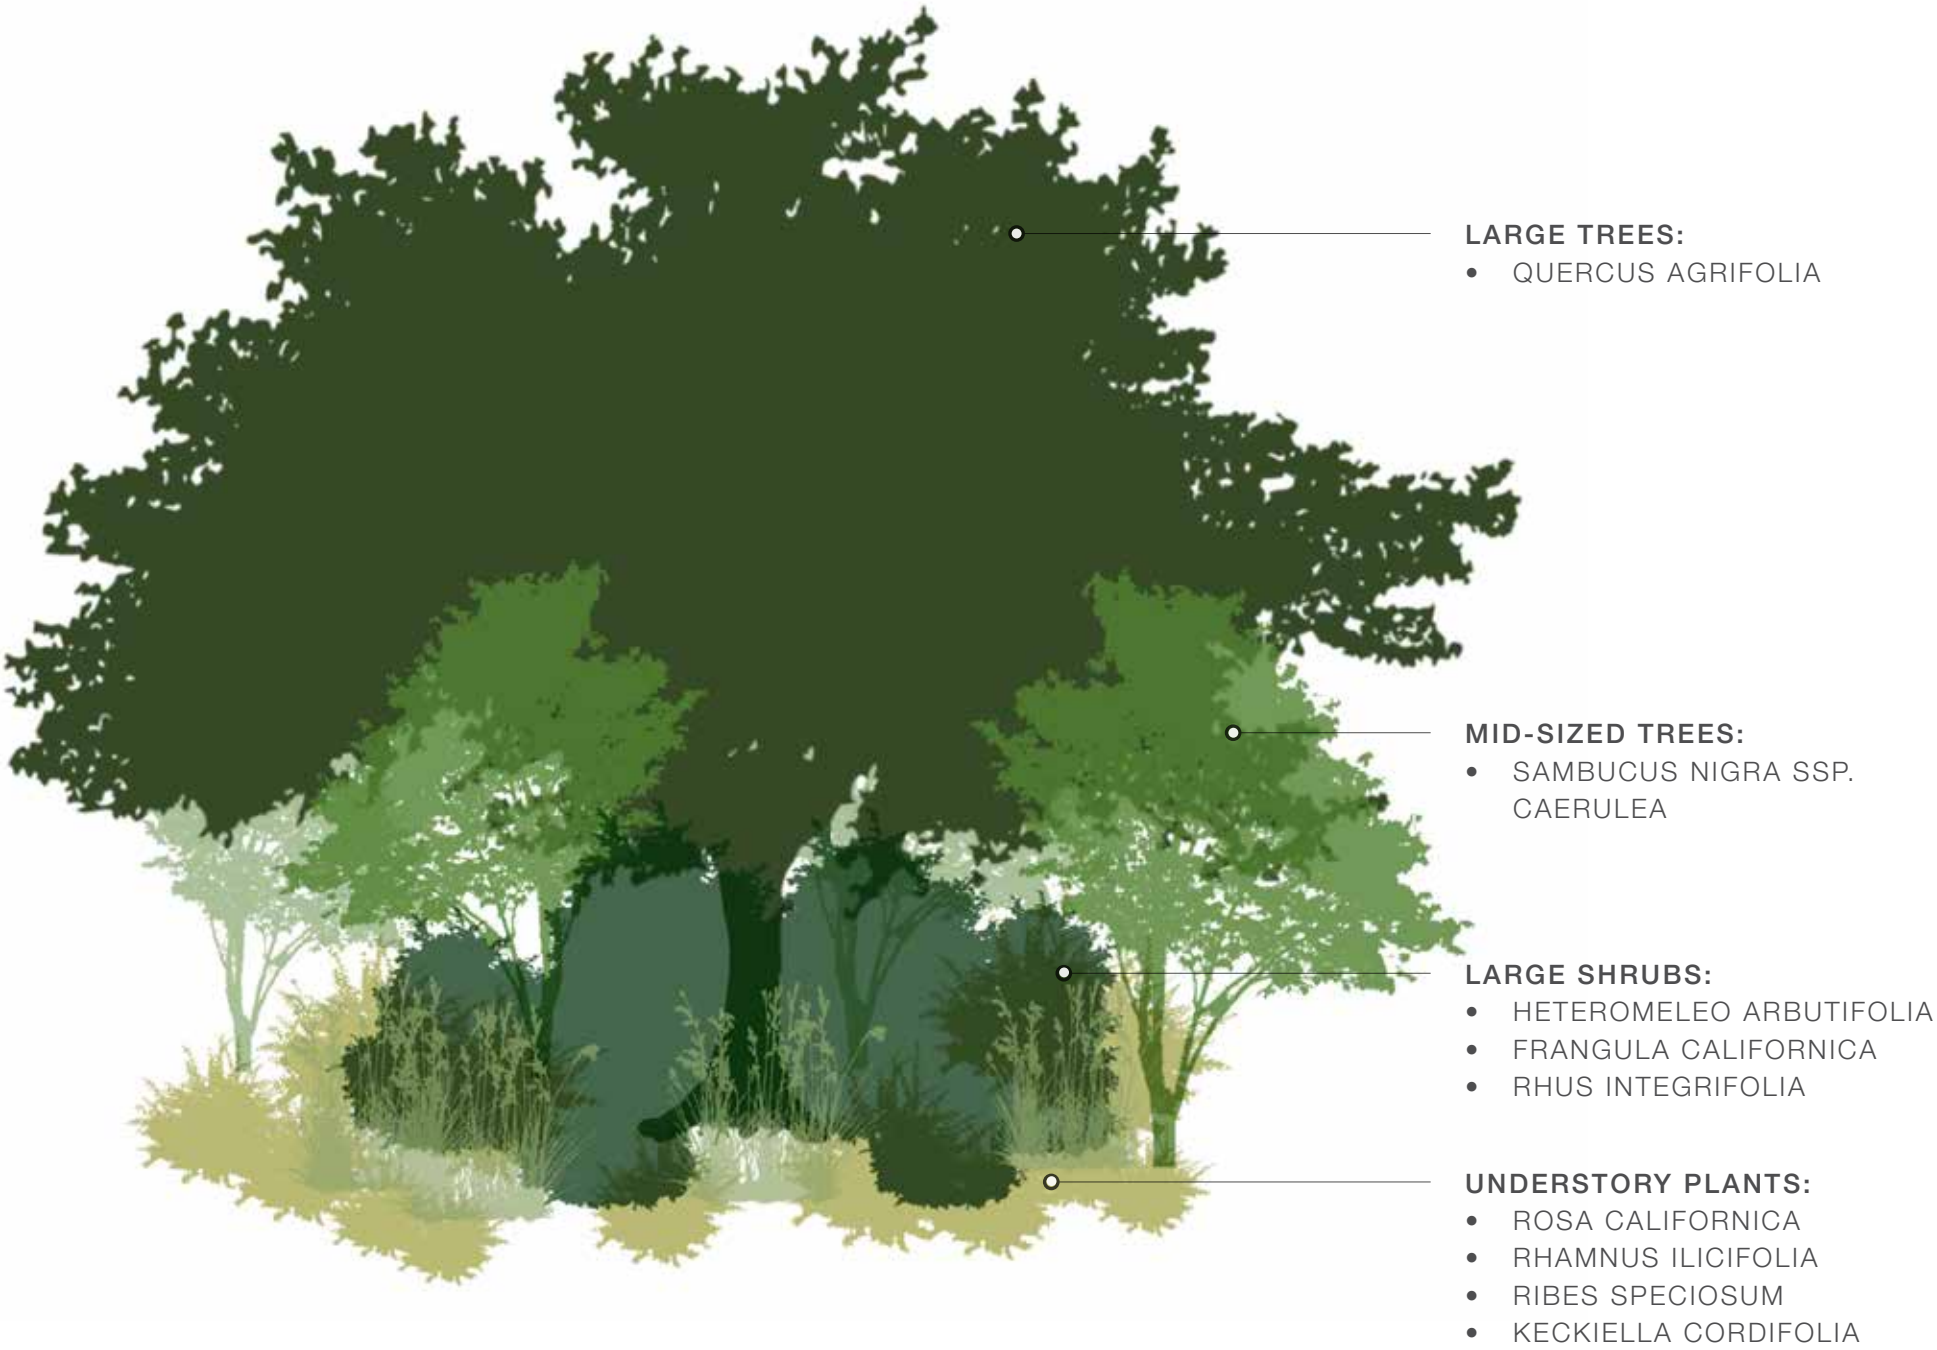 LARGE TREES:
• QUERCUS AGRIFOLIA
MID-SIZED TREES:
• SAMBUCUS NIGRA SSP.
CAERULEA
LARGE SHRUBS:
• HETEROMELEO ARBUTIFOLIA
• FRANGULA CALIFORNICA
• RHUS INTEGRIFOLIA
UNDERSTORY PLANTS:
• ROSA CALIFORNICA
• RHAMNUS ILICIFOLIA
• RIBES SPECIOSUM
• KECKIELLA CORDIFOLIA